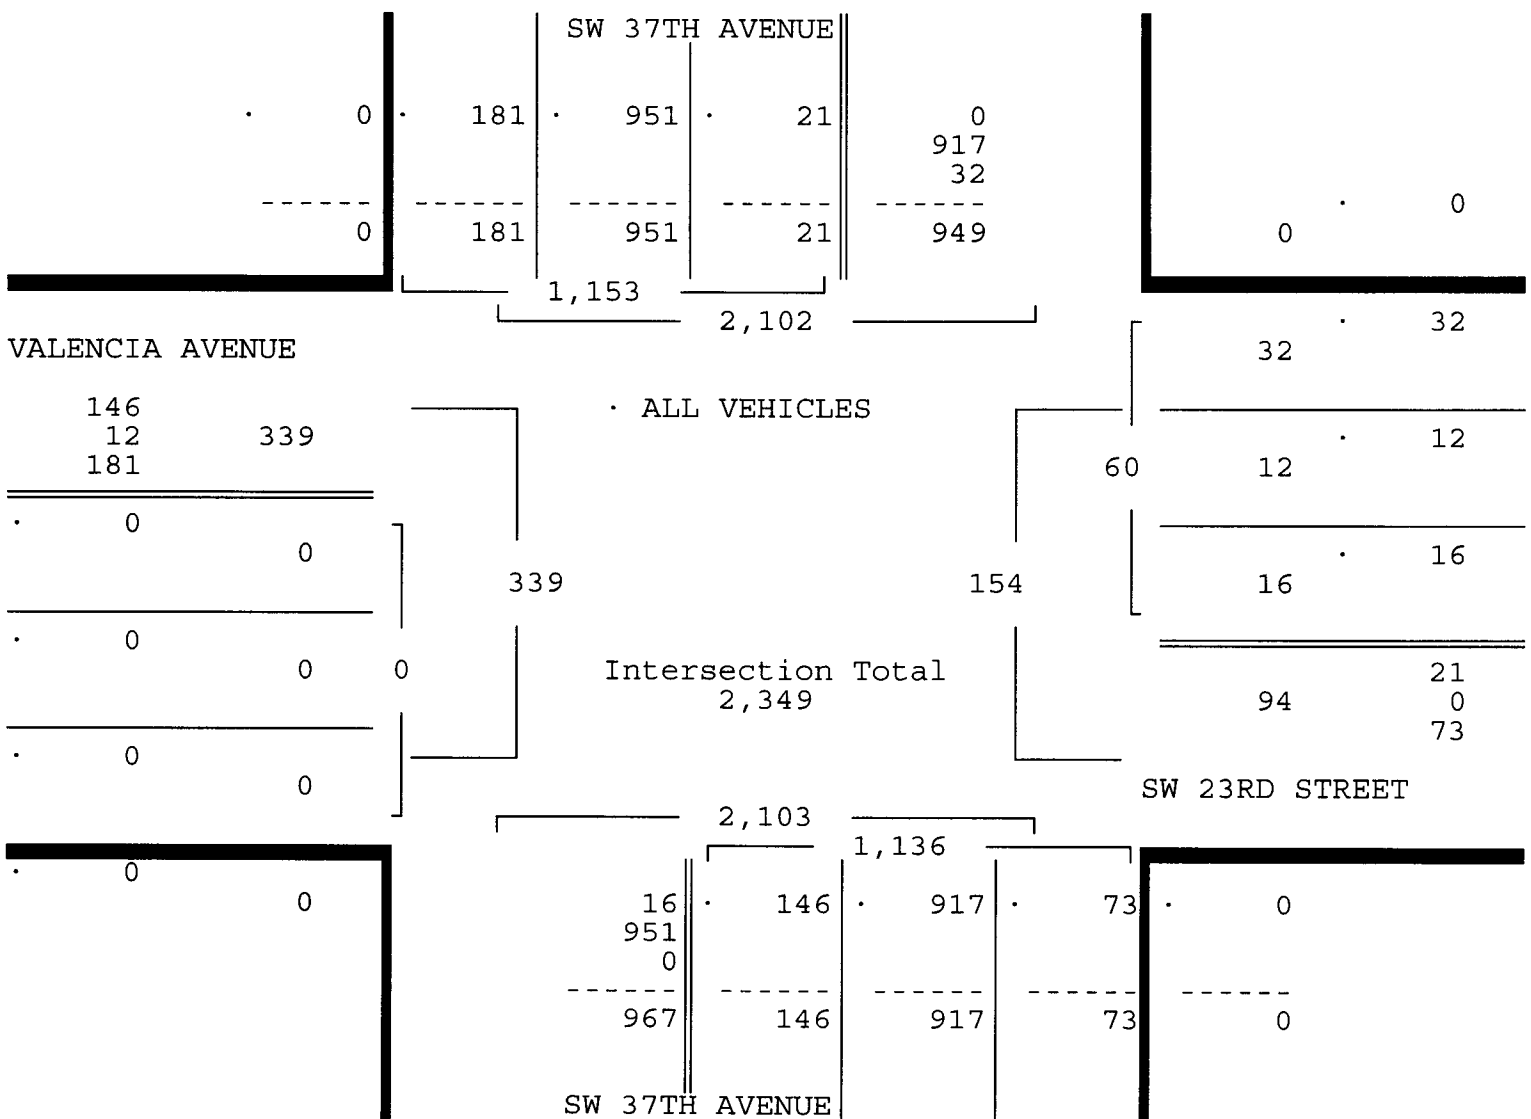 SW 37TH AVENUE
· 0 · 181 · 951 · 21 0
917
32
------ ------ ------ ------ ------
· 0
0 181 951 21 949 0
1,153
2,102
· 32
VALENCIA AVENUE 32
146 · ALL VEHICLES
12 339 · 12
181 60 12
· 0
0 · 16
339 154 16
· 0
0 0 Intersection Total 21
2,349 94 0
73
· 0
0 SW 23RD STREET
2,103
1,136
· 0
0 16 · 146 · 917 · 73 · 0
951
0
------ ------ ------ ------ ------
967 146 917 73 0
SW 37TH AVENUE